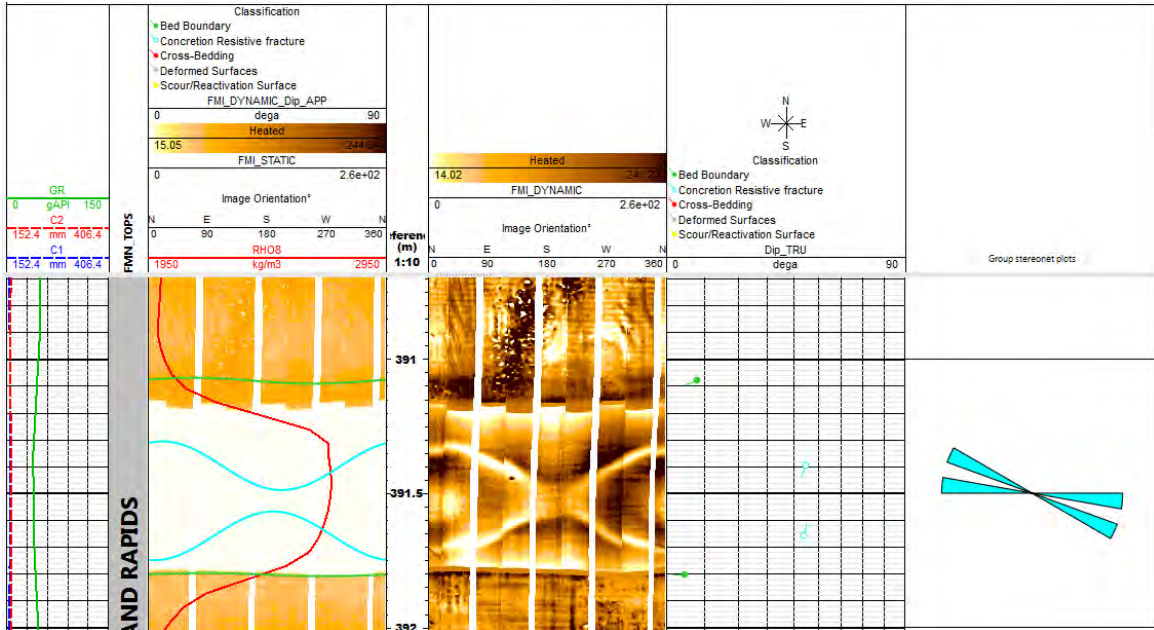 Classification
Bed Boundary
Concretion Resistive fracture
Cross-Bedding
Deformed Surfaces
Scour/Reactivation Surface
FMI_DYNAMIC_Dip_APP
0 dega 90
Heated
15.05
FMI_STATIC
0 2.6e+02
Image Orientation°
N E S W N
0 90 180 270 360
RHO8
1950 kg/m3 2950
GR
0 gAPI 150
C2
152.4 mm 406.4
C1
152.4 mm 406.4
FMN_TOPS
(m)
1:10
Heated
14.02
FMI_DYNAMIC
0 2.6e+02
Image Orientation°
N E S W N
0 90 180 270 360
N
W E
S
Classification
Bed Boundary
Concretion Resistive fracture
Cross-Bedding
Deformed Surfaces
Scour/Reactivation Surface
Dip_TRU
0 dega 90
Group stereonet plots
AND RAPIDS
391
391.5
392